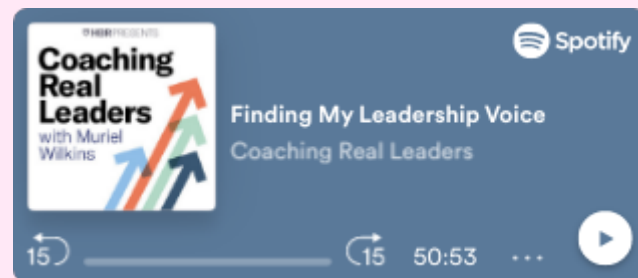 HBR PRESENTS
Coaching
Real
Leaders
with Muriel
Wilkins
Spotify
Finding My Leadership Voice
Coaching Real Leaders
15
15
50:53